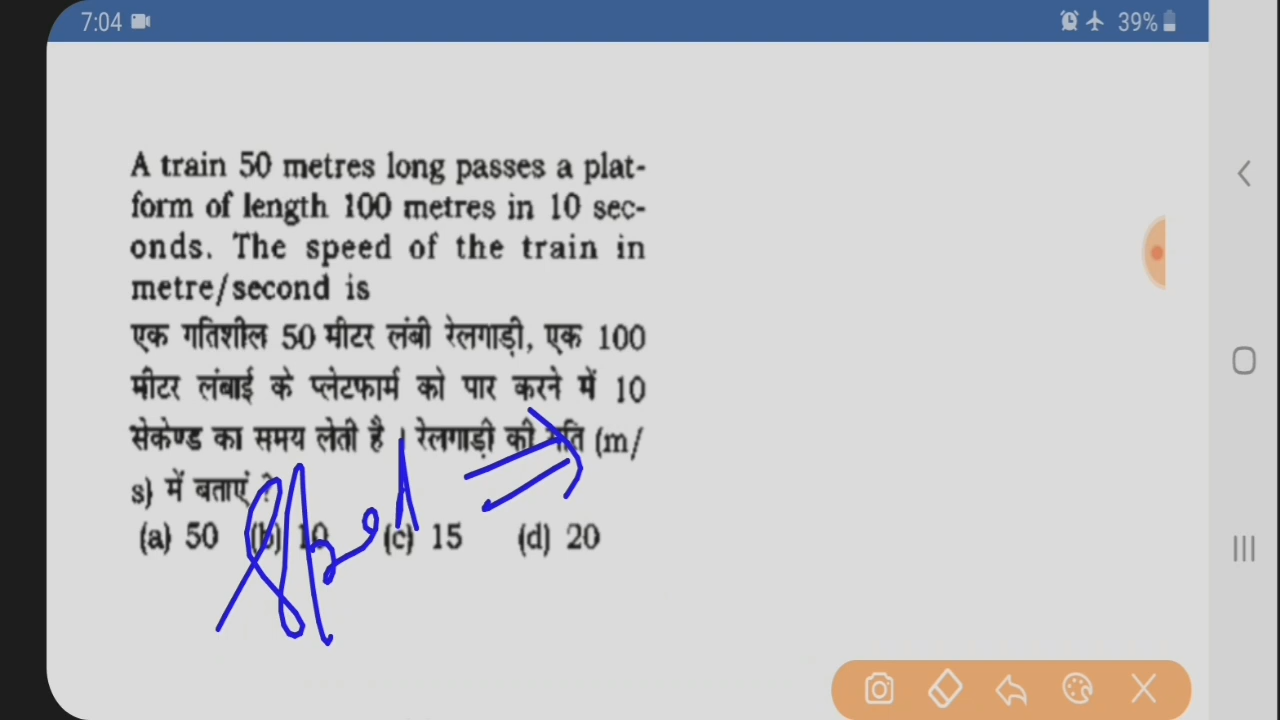 7:04
39%
A train 50 metres long passes a plat-
form of length 100 metres in 10 sec-
onds. The speed of the train in
metre/second is
एक गतिशील 50 मीटर लंबी रेलगाड़ी, एक 100
मीटर लंबाई के प्लेटफार्म को पार करने में 10
सेकेण्ड का समय लेती है । रेलगाड़ी की गति (m/
s) में बताएं ?
(a) 50 (b) 10 (c) 15 (d) 20